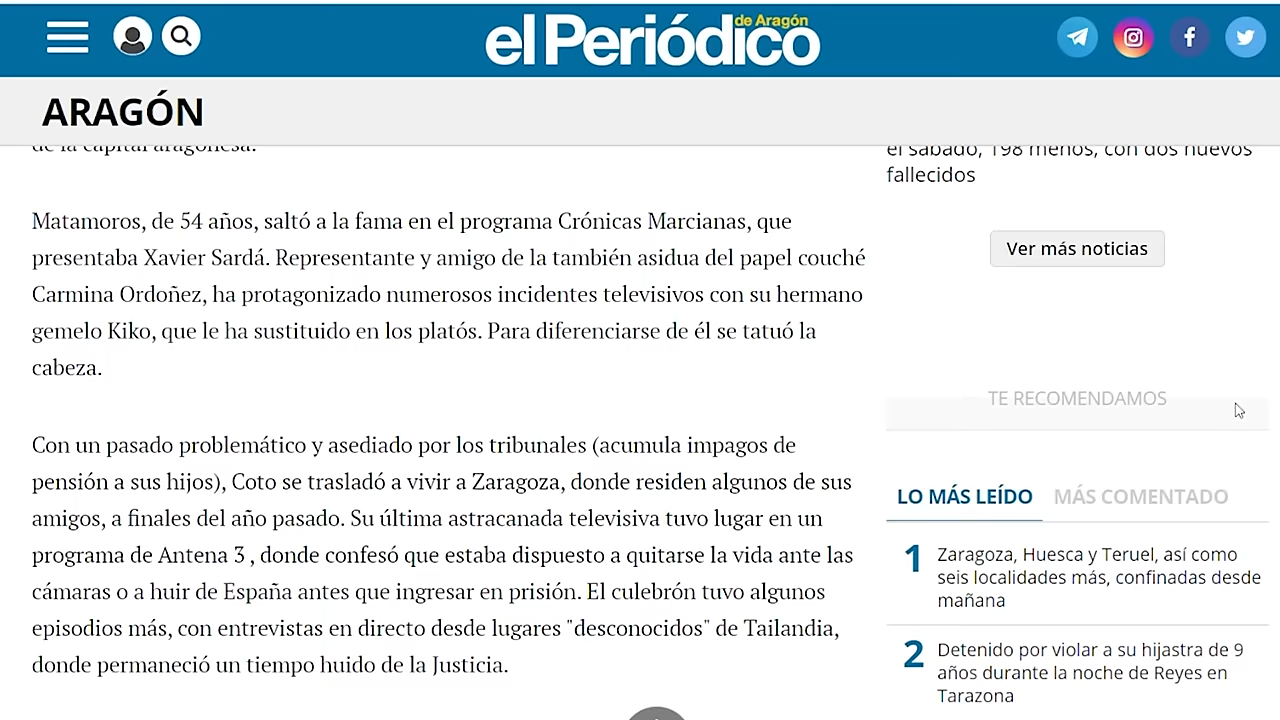 el Periódico
de Aragón
ARAGÓN
de la capital aragonesa.
Matamoros, de 54 años, saltó a la fama en el programa Crónicas Marcianas, que
presentaba Xavier Sardá. Representante y amigo de la también asidua del papel couché
Carmina Ordoñez, ha protagonizado numerosos incidentes televisivos con su hermano
gemelo Kiko, que le ha sustituido en los platós. Para diferenciarse de él se tatuó la
cabeza.
Con un pasado problemático y asediado por los tribunales (acumula impagos de
pensión a sus hijos), Coto se trasladó a vivir a Zaragoza, donde residen algunos de sus
amigos, a finales del año pasado. Su última astracanada televisiva tuvo lugar en un
programa de Antena 3 , donde confesó que estaba dispuesto a quitarse la vida ante las
cámaras o a huir de España antes que ingresar en prisión. El culebrón tuvo algunos
episodios más, con entrevistas en directo desde lugares "desconocidos" de Tailandia,
donde permaneció un tiempo huido de la Justicia.
el sábado, 198 menos, con dos nuevos
fallecidos
Ver más noticias
TE RECOMENDAMOS
LO MÁS LEÍDO MÁS COMENTADO
1 Zaragoza, Huesca y Teruel, así como
seis localidades más, confinadas desde
mañana
2 Detenido por violar a su hijastra de 9
años durante la noche de Reyes en
Tarazona